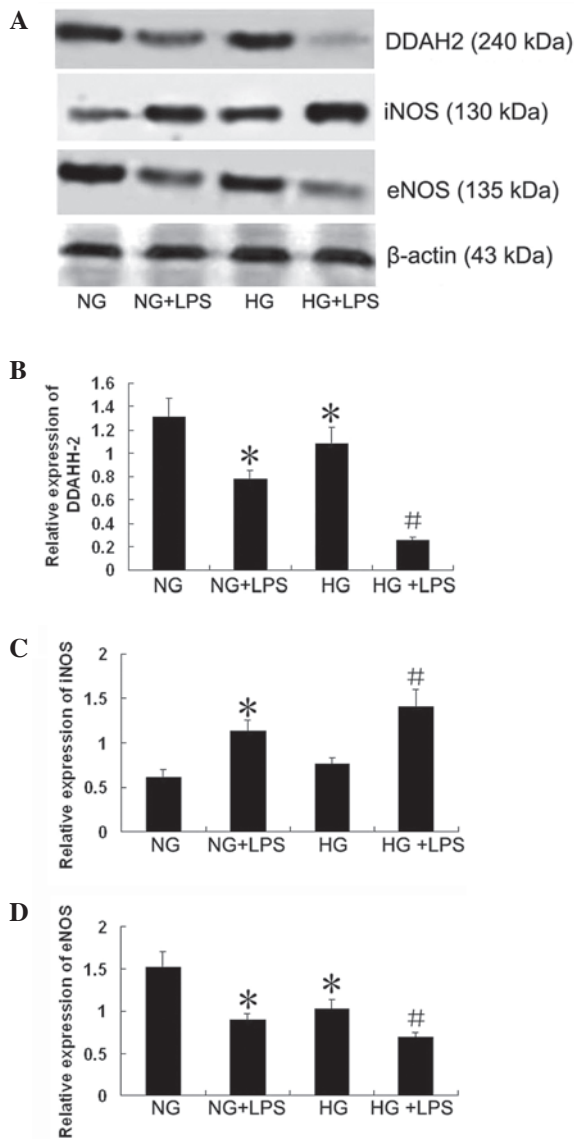 A
DDAH2 (240 kDa)
iNOS (130 kDa)
eNOS (135 kDa)
β-actin (43 kDa)
NG NG+LPS HG HG+LPS
B
Relative expression of
DDAHH-2
1.6
1.4
1.2
1
0.8
0.6
0.4
0.2
0
*
*
#
NG NG+LPS HG HG +LPS
C
Relative expression of iNOS
2
1.5
1
0.5
0
*
#
NG NG+LPS HG HG +LPS
D
Relative expression of eNOS
2
1.5
1
0.5
0
*
*
#
NG NG+LPS HG HG +LPS